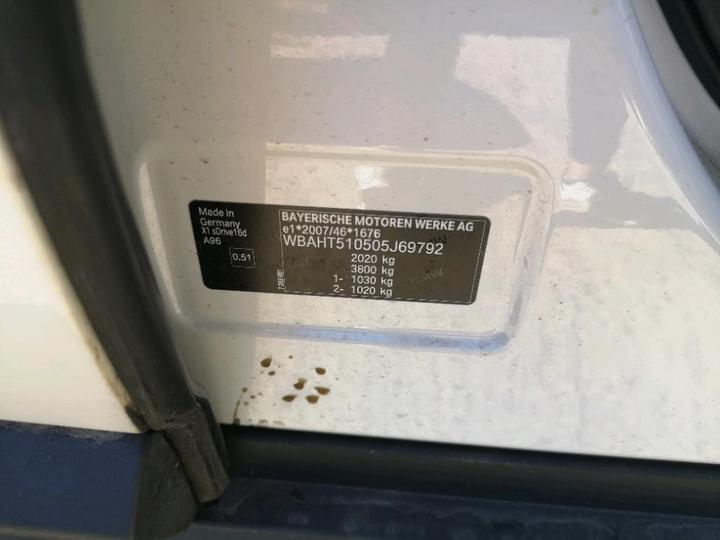 Made in
Germany
X1 sDrive16d
A96
0.51
BAYERISCHE MOTOREN WERKE AG
e1*2007/46*1676
WBAHT510505J69792
2020 kg
3800 kg
1- 1030 kg
2- 1020 kg